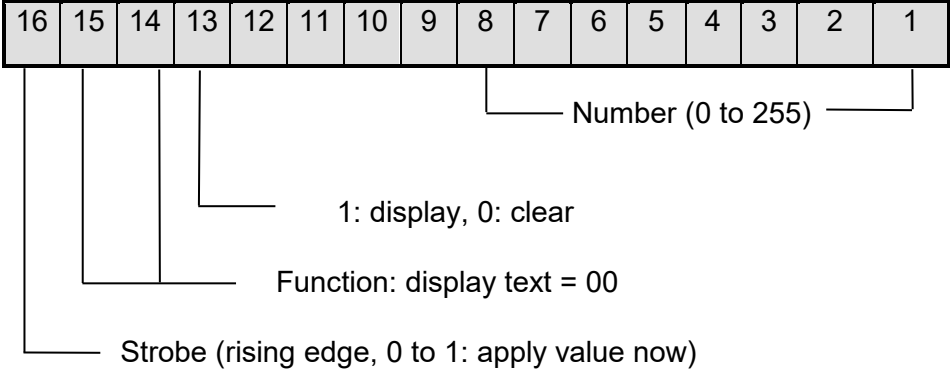 16 15 14 13 12 11 10 9 8 7 6 5 4 3 2 1
Number (0 to 255)
1: display, 0: clear
Function: display text = 00
Strobe (rising edge, 0 to 1: apply value now)